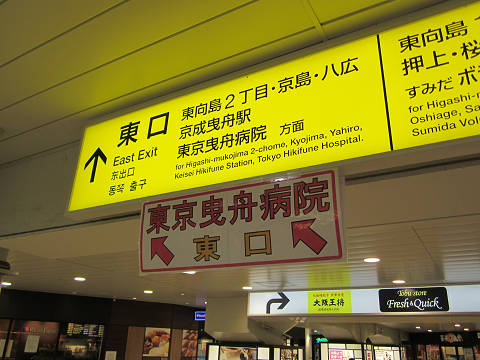 東口
East Exit
东出口
동쪽 출구
東向島2丁目・京島・八広
京成曳舟駅
東京曳舟病院 方面
for Higashi-mukojima 2-chome, Kyojima, Yahiro,
Keisei Hikifune Station, Tokyo Hikifune Hospital.
東向島
押上・桜
すみだ ボ
for Higashi-m
Oshiage, Sa
Sumida Vol
東京曳舟病院
東口
大阪王将
Tobu store
Fresh & Quick